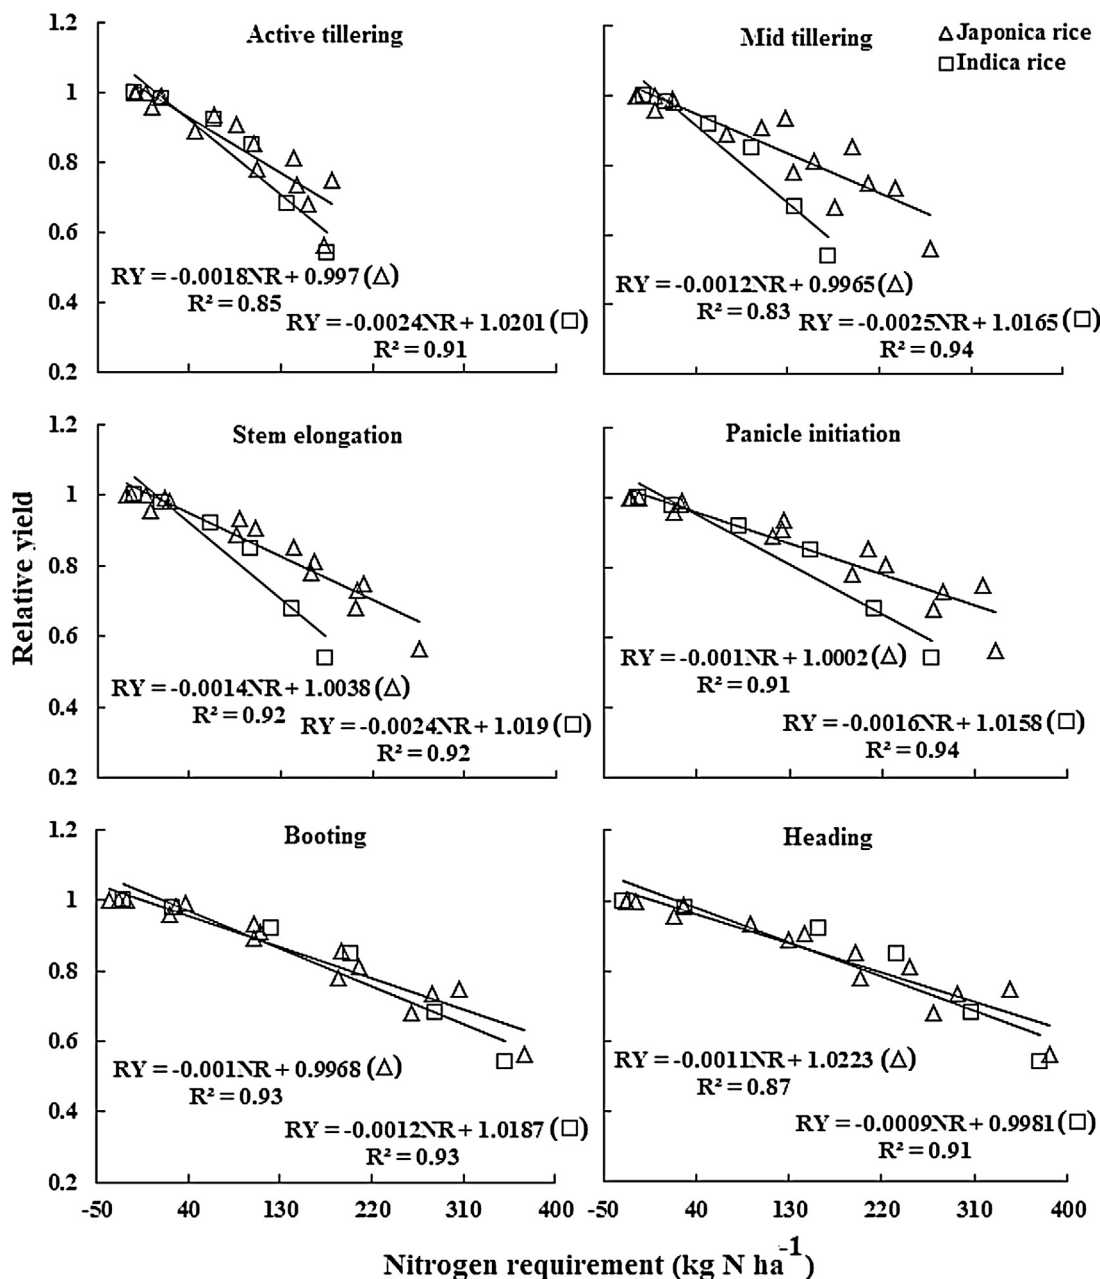 1.2
Active tillering
Mid tillering
△ Japonica rice
□ Indica rice
1
0.8
0.6
RY = -0.0018NR + 0.997 (△)
R² = 0.85
RY = -0.0012NR + 0.9965 (△)
R² = 0.83
0.4
RY = -0.0024NR + 1.0201 (□)
R² = 0.91
RY = -0.0025NR + 1.0165 (□)
R² = 0.94
0.2
1.2
Stem elongation
Panicle initiation
1
0.8
0.6
RY = -0.0014NR + 1.0038 (△)
R² = 0.92
RY = -0.001NR + 1.0002 (△)
R² = 0.91
0.4
RY = -0.0024NR + 1.019 (□)
R² = 0.92
RY = -0.0016NR + 1.0158 (□)
R² = 0.94
0.2
Relative yield
1.2
Booting
Heading
1
0.8
0.6
RY = -0.001NR + 0.9968 (△)
R² = 0.93
RY = -0.0011NR + 1.0223 (△)
R² = 0.87
0.4
RY = -0.0012NR + 1.0187 (□)
R² = 0.93
RY = -0.0009NR + 0.9981 (□)
R² = 0.91
0.2
-50 40 130 220 310 400
-50 40 130 220 310 400
Nitrogen requirement (kg N ha⁻¹)